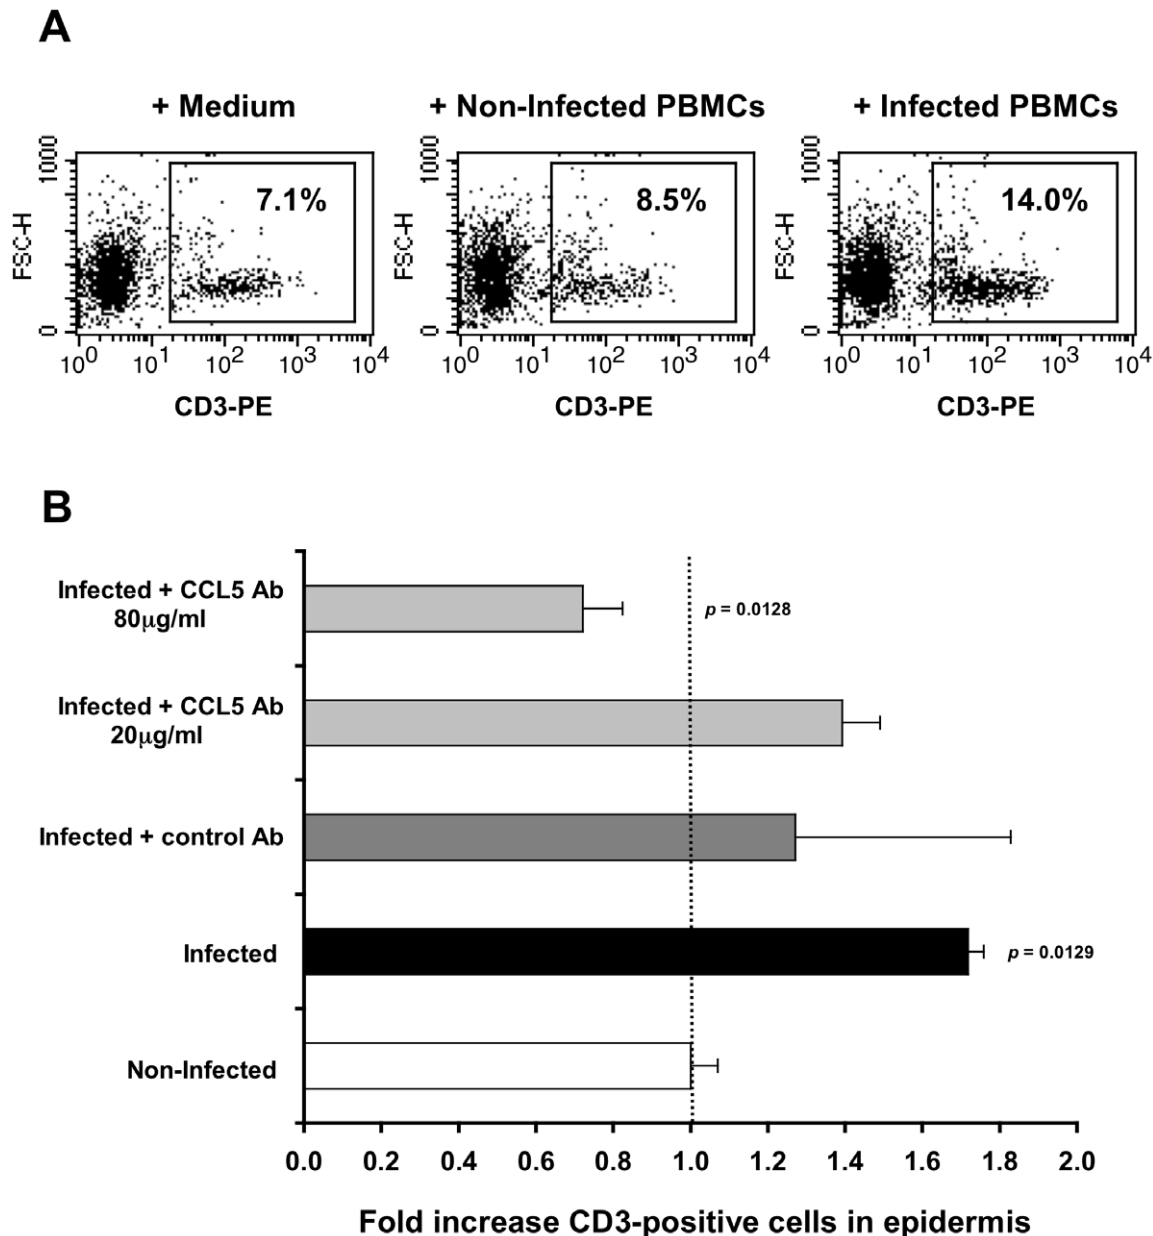 A
+ Medium
+ Non-Infected PBMCs
+ Infected PBMCs
1000
FSC-H
0
7.1%
10^0 10^1 10^2 10^3 10^4
CD3-PE
1000
FSC-H
0
8.5%
10^0 10^1 10^2 10^3 10^4
CD3-PE
1000
FSC-H
0
14.0%
10^0 10^1 10^2 10^3 10^4
CD3-PE
B
Infected + CCL5 Ab
80μg/ml
p = 0.0128
Infected + CCL5 Ab
20μg/ml
Infected + control Ab
Infected
p = 0.0129
Non-Infected
0.0 0.2 0.4 0.6 0.8 1.0 1.2 1.4 1.6 1.8 2.0
Fold increase CD3-positive cells in epidermis